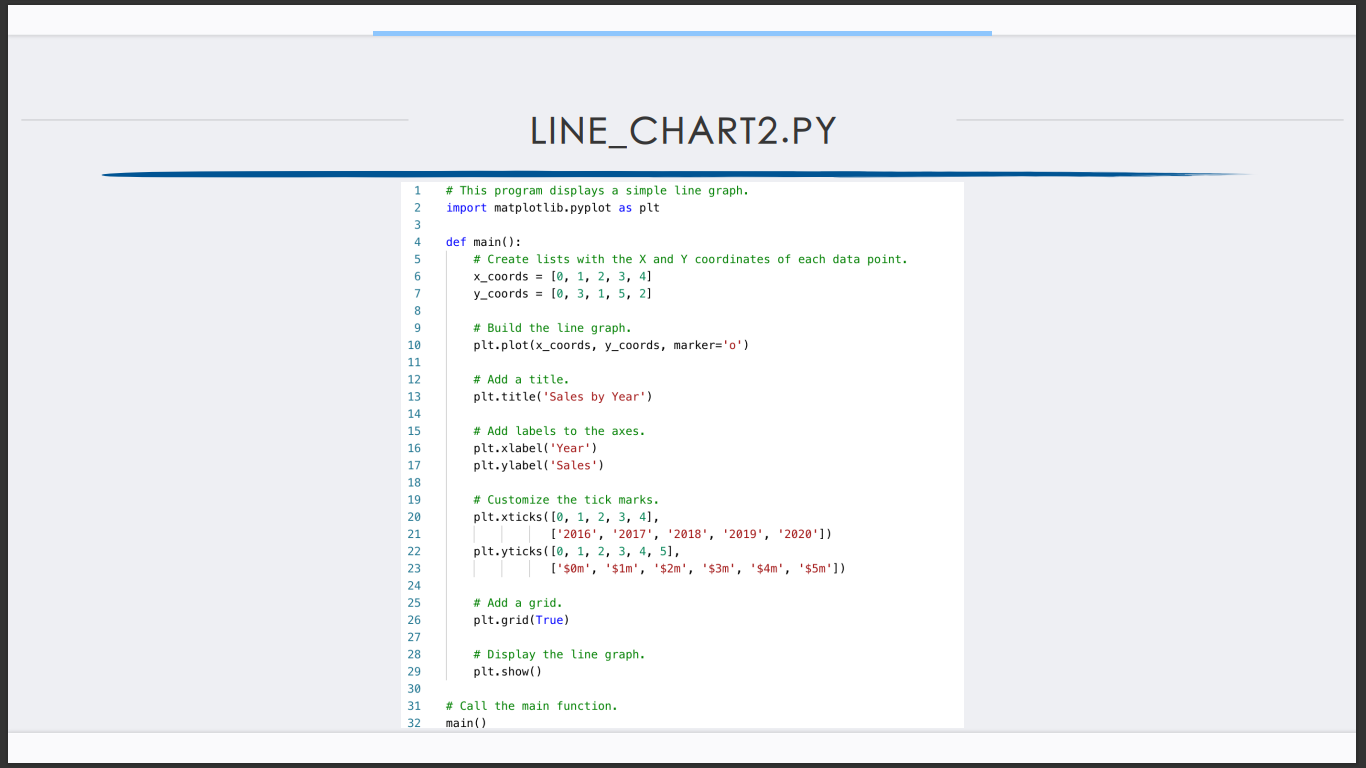 LINE_CHART2.PY
1 # This program displays a simple line graph.
2 import matplotlib.pyplot as plt
3
4 def main():
5     # Create lists with the X and Y coordinates of each data point.
6     x_coords = [0, 1, 2, 3, 4]
7     y_coords = [0, 3, 1, 5, 2]
8
9     # Build the line graph.
10     plt.plot(x_coords, y_coords, marker='o')
11
12     # Add a title.
13     plt.title('Sales by Year')
14
15     # Add labels to the axes.
16     plt.xlabel('Year')
17     plt.ylabel('Sales')
18
19     # Customize the tick marks.
20     plt.xticks([0, 1, 2, 3, 4],
21                ['2016', '2017', '2018', '2019', '2020'])
22     plt.yticks([0, 1, 2, 3, 4, 5],
23                ['$0m', '$1m', '$2m', '$3m', '$4m', '$5m'])
24
25     # Add a grid.
26     plt.grid(True)
27
28     # Display the line graph.
29     plt.show()
30
31 # Call the main function.
32 main()